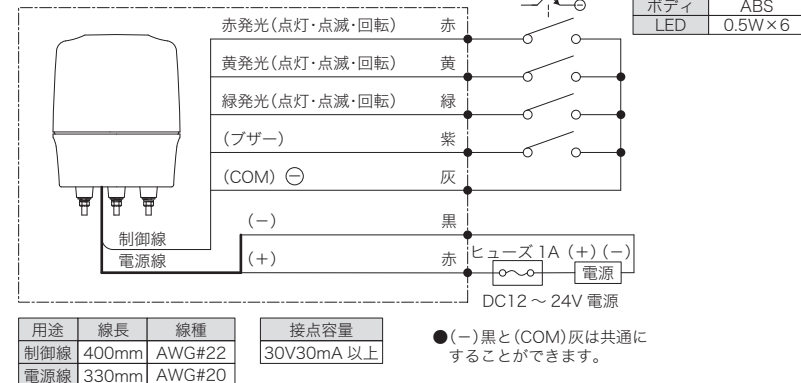 ボディ ABS
LED 0.5W×6
赤発光(点灯・点滅・回転) 赤
黄発光(点灯・点滅・回転) 黄
緑発光(点灯・点滅・回転) 緑
(ブザー) 紫
(COM) ⊖ 灰
(−) 黒
制御線
電源線 (+) 赤
ヒューズ 1A (+) (−)
電源
DC12 ~ 24V 電源
用途 線長 線種
制御線 400mm AWG#22
電源線 330mm AWG#20
接点容量
30V30mA 以上
●(−)黒と(COM)灰は共通に
することができます。